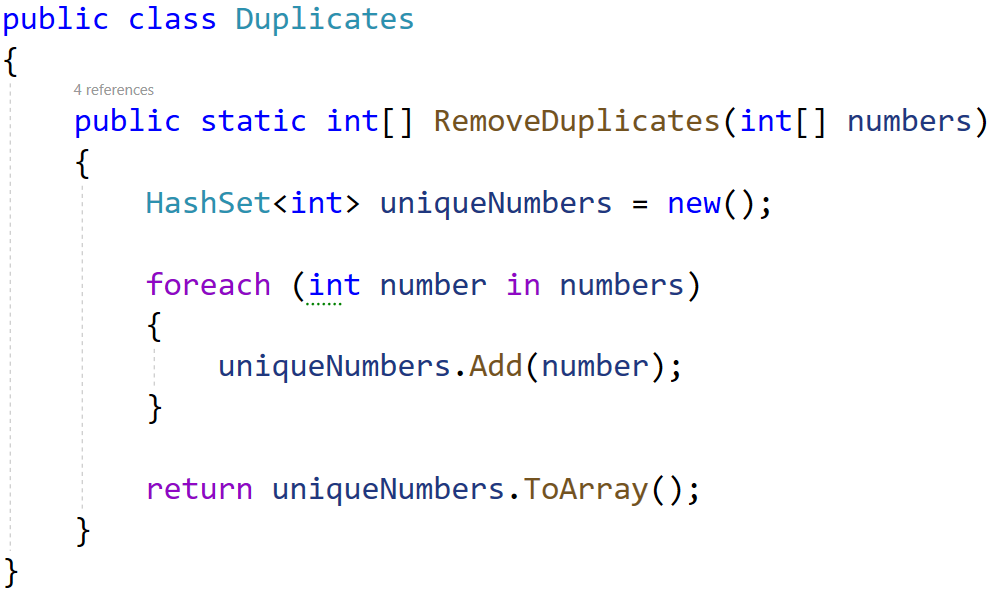 public class Duplicates
{
4 references
public static int[] RemoveDuplicates(int[] numbers)
{
HashSet<int> uniqueNumbers = new();
foreach (int number in numbers)
{
uniqueNumbers.Add(number);
}
return uniqueNumbers.ToArray();
}
}